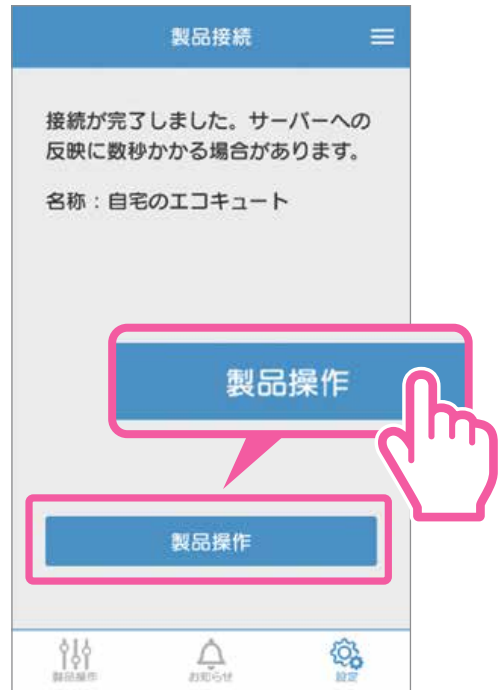 製品接続
接続が完了しました。サーバーへの
反映に数秒かかる場合があります。
名称：自宅のエコキュート
製品操作
製品操作
製品操作
お知らせ
設定